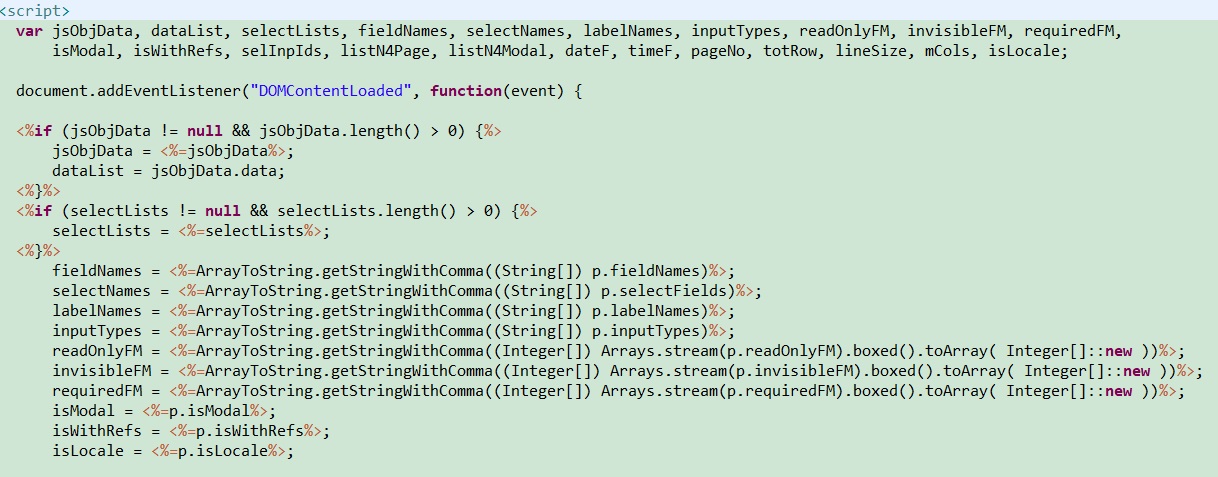 <script>
var jsObjData, dataList, selectLists, fieldNames, selectNames, labelNames, inputTypes, readOnlyFM, invisibleFM, requiredFM,
isModal, isWithRefs, selInpIds, listN4Page, listN4Modal, dateF, timeF, pageNo, totRow, lineSize, mCols, isLocale;
document.addEventListener("DOMContentLoaded", function(event) {
<%if (jsObjData != null && jsObjData.length() > 0) {%>
jsObjData = <%=jsObjData%>;
dataList = jsObjData.data;
<%}%>
<%if (selectLists != null && selectLists.length() > 0) {%>
selectLists = <%=selectLists%>;
<%}%>
fieldNames = <%=ArrayToString.getStringWithComma((String[]) p.fieldNames)%>;
selectNames = <%=ArrayToString.getStringWithComma((String[]) p.selectFields)%>;
labelNames = <%=ArrayToString.getStringWithComma((String[]) p.labelNames)%>;
inputTypes = <%=ArrayToString.getStringWithComma((String[]) p.inputTypes)%>;
readOnlyFM = <%=ArrayToString.getStringWithComma((Integer[]) Arrays.stream(p.readOnlyFM).boxed().toArray( Integer[]::new ))%>;
invisibleFM = <%=ArrayToString.getStringWithComma((Integer[]) Arrays.stream(p.invisibleFM).boxed().toArray( Integer[]::new ))%>;
requiredFM = <%=ArrayToString.getStringWithComma((Integer[]) Arrays.stream(p.requiredFM).boxed().toArray( Integer[]::new ))%>;
isModal = <%=p.isModal%>;
isWithRefs = <%=p.isWithRefs%>;
isLocale = <%=p.isLocale%>;